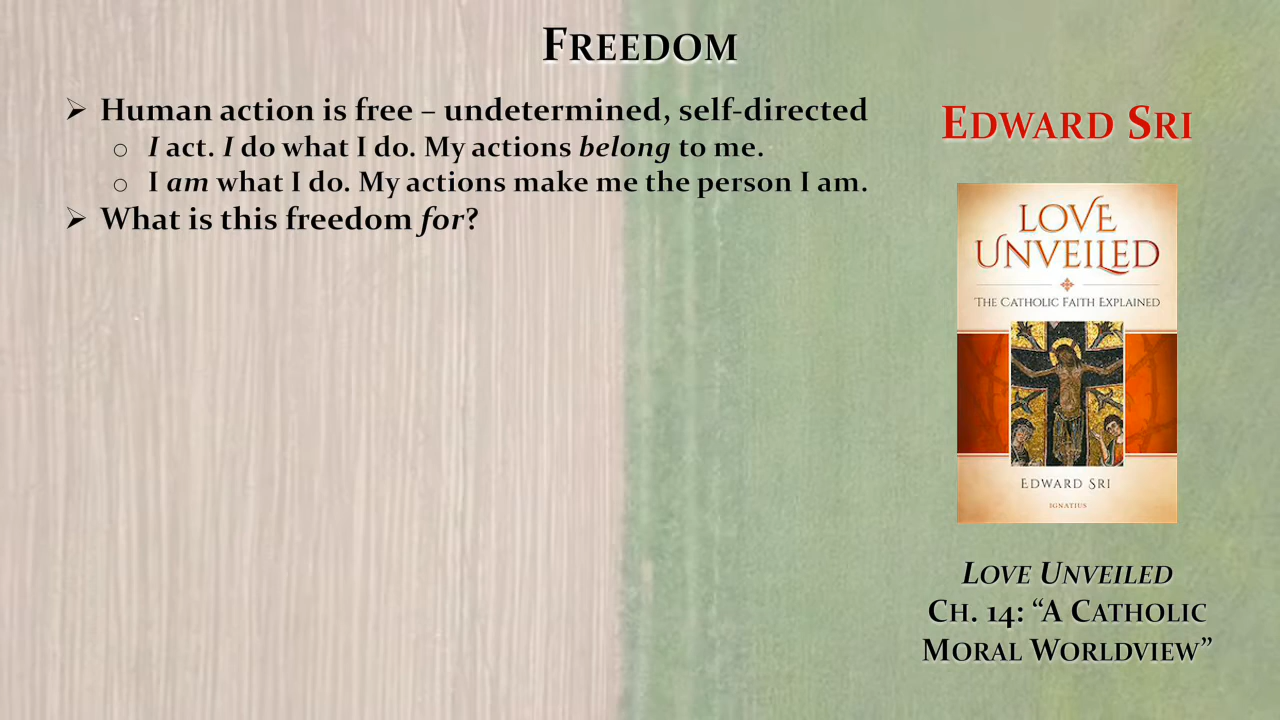 FREEDOM
➢ Human action is free – undetermined, self-directed
o I act. I do what I do. My actions belong to me.
o I am what I do. My actions make me the person I am.
➢ What is this freedom for?
EDWARD SRI
LOVE
UNVEILED
THE CATHOLIC FAITH EXPLAINED
EDWARD SRI
IGNATIUS
LOVE UNVEILED
CH. 14: “A CATHOLIC
MORAL WORLDVIEW”